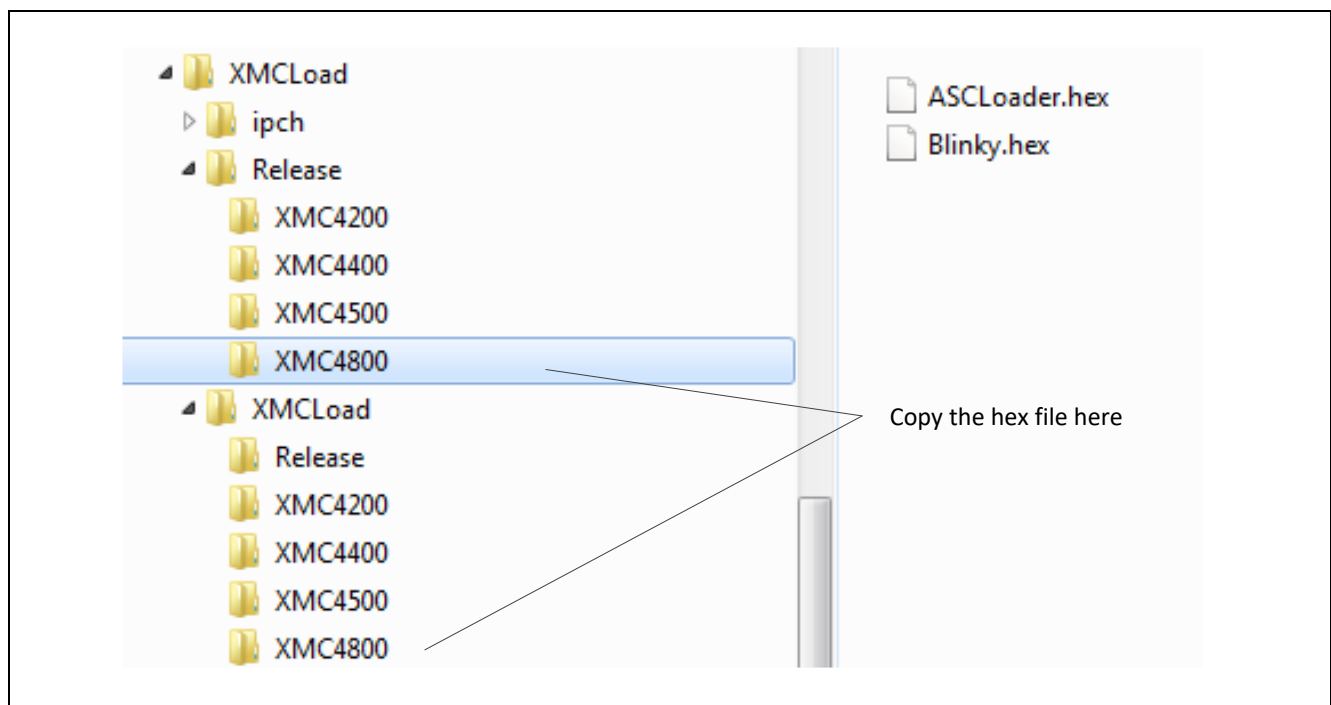 XMCLoad
ipch
Release
XMC4200
XMC4400
XMC4500
XMC4800
XMCLoad
Release
XMC4200
XMC4400
XMC4500
XMC4800
ASCLoader.hex
Blinky.hex
Copy the hex file here